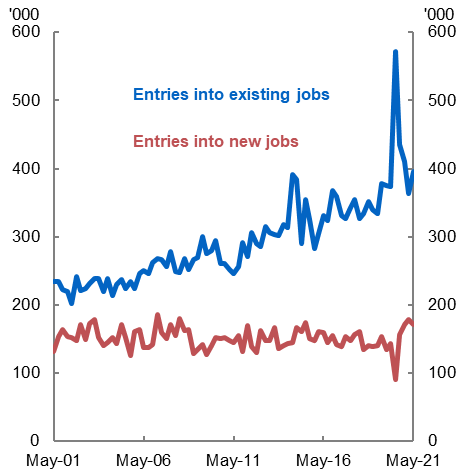 '000 '000
600 600
Entries into existing jobs
500 500
Entries into new jobs
400 400
300 300
200 200
100 100
0 0
May-01 May-06 May-11 May-16 May-21